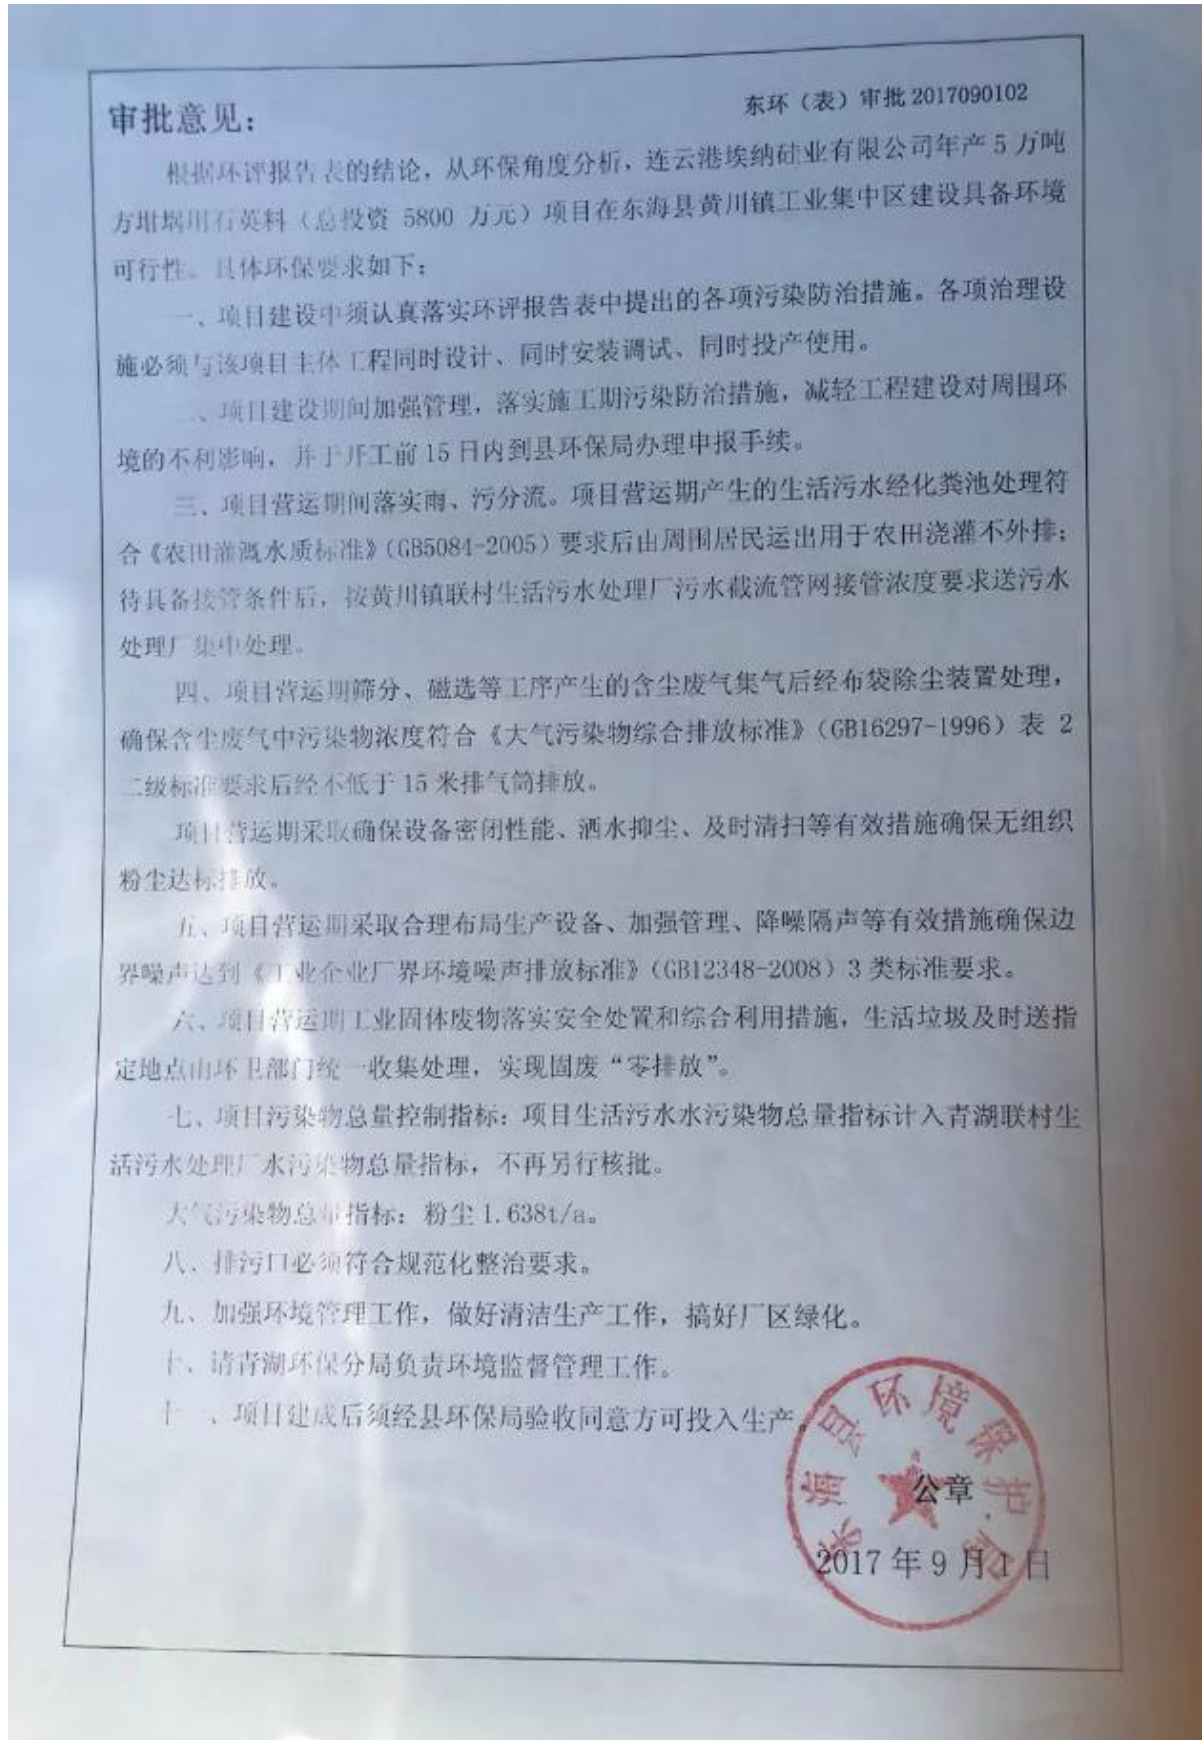 审批意见：
东环（表）审批2017090102
根据环评报告表的结论，从环保角度分析，连云港埃纳硅业有限公司年产5万吨
方坩埚用石英料（总投资 5800 万元）项目在东海县黄川镇工业集中区建设具备环境
可行性。具体环保要求如下：
一、项目建设中须认真落实环评报告表中提出的各项污染防治措施。各项治理设
施必须与该项目主体工程同时设计、同时安装调试、同时投产使用。
二、项目建设期间加强管理，落实施工期污染防治措施，减轻工程建设对周围环
境的不利影响，并于开工前15日内到县环保局办理申报手续。
三、项目营运期间落实雨、污分流。项目营运期产生的生活污水经化粪池处理符
合《农田灌溉水质标准》（GB5084-2005）要求后由周围居民运出用于农田浇灌不外排；
待具备接管条件后，按黄川镇联村生活污水处理厂污水截流管网接管浓度要求送污水
处理厂集中处理。
四、项目营运期筛分、磁选等工序产生的含尘废气集气后经布袋除尘装置处理，
确保含尘废气中污染物浓度符合《大气污染物综合排放标准》（GB16297-1996）表 2
二级标准要求后经不低于15米排气筒排放。
项目营运期采取确保设备密闭性能、洒水抑尘、及时清扫等有效措施确保无组织
粉尘达标排放。
五、项目营运期采取合理布局生产设备、加强管理、降噪隔声等有效措施确保边
界噪声达到《工业企业厂界环境噪声排放标准》（GB12348-2008）3类标准要求。
六、项目营运期工业固体废物落实安全处置和综合利用措施，生活垃圾及时送指
定地点由环卫部门统一收集处理，实现固废“零排放”。
七、项目污染物总量控制指标：项目生活污水水污染物总量指标计入青湖联村生
活污水处理厂水污染物总量指标，不再另行核批。
大气污染物总量指标：粉尘1.638t/a。
八、排污口必须符合规范化整治要求。
九、加强环境管理工作，做好清洁生产工作，搞好厂区绿化。
十、请青湖环保分局负责环境监督管理工作。
十一、项目建成后须经县环保局验收同意方可投入生产。
东海县环境保护局
公章
2017年9月1日